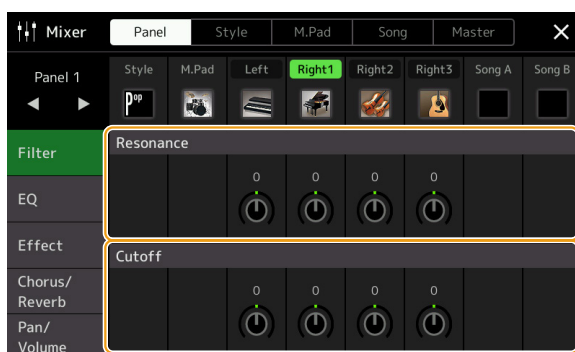 Mixer
Panel Style M.Pad Song Master
Panel 1
Style M.Pad Left Right1 Right2 Right3 Song A Song B
Pop
Filter
Resonance
0 0 0 0
EQ
Effect
Cutoff
Chorus/
Reverb
0 0 0 0
Pan/
Volume